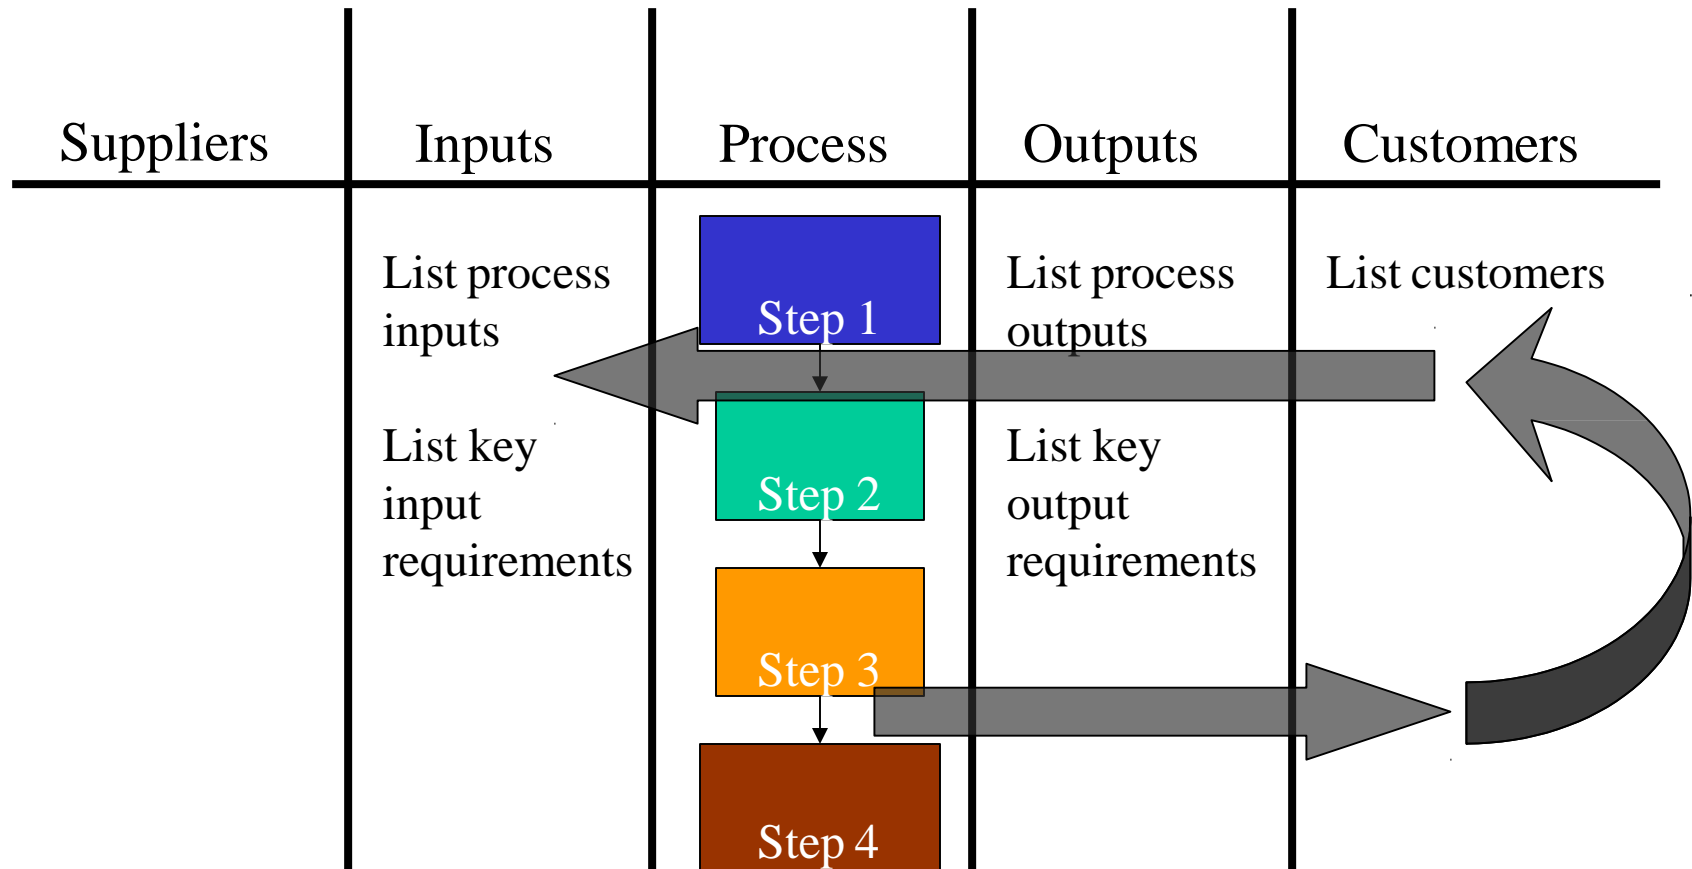 Suppliers
Inputs
Process
Outputs
Customers
List process
inputs
List key
input
requirements
Step 1
Step 2
Step 3
Step 4
List process
outputs
List key
output
requirements
List customers